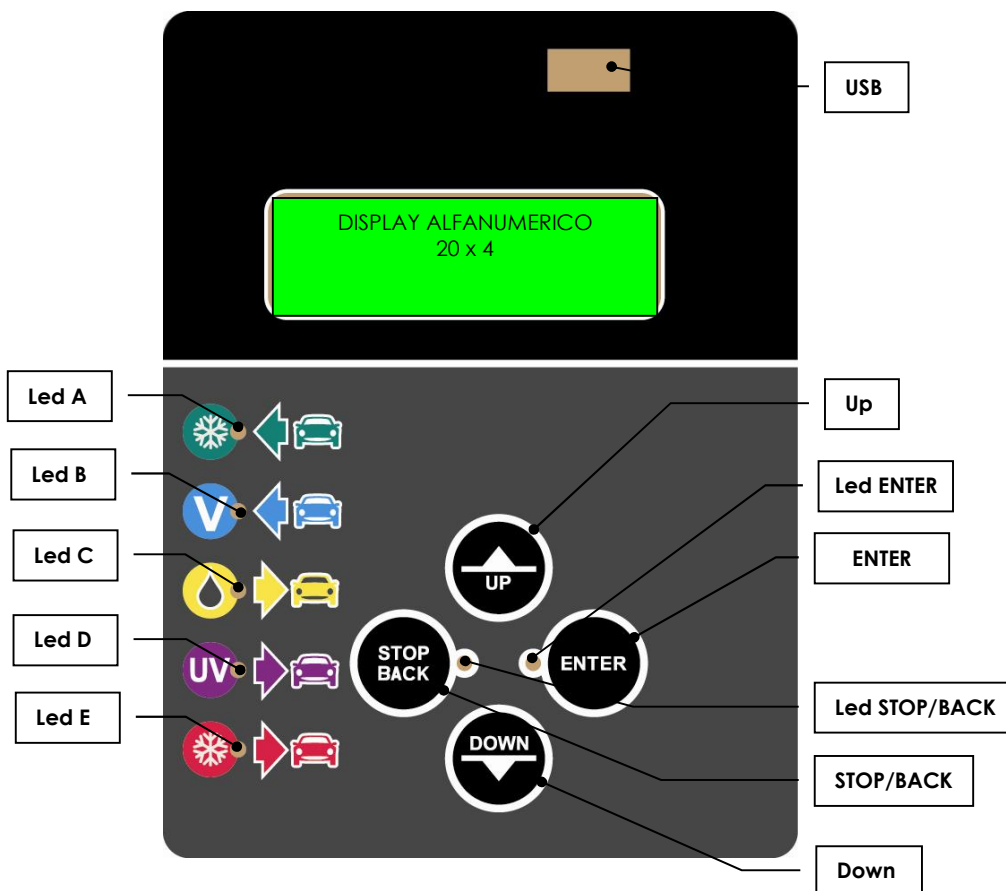 USB
DISPLAY ALFANUMERICO
20 x 4
Led A
Led B
Led C
Led D
Led E
V
UV
UP
STOP
BACK
ENTER
DOWN
Up
Led ENTER
ENTER
Led STOP/BACK
STOP/BACK
Down